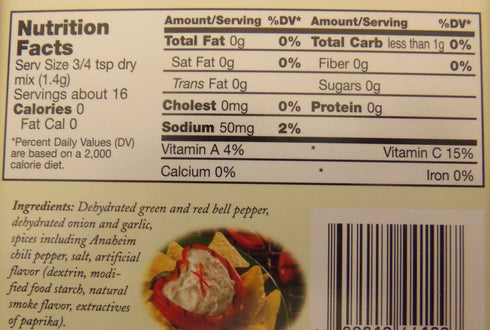 Nutrition
Facts
Serv Size 3/4 tsp dry
mix (1.4g)
Servings about 16
Calories 0
Fat Cal 0
*Percent Daily Values (DV)
are based on a 2,000
calorie diet.
Amount/Serving %DV* Amount/Serving %DV*
Total Fat 0g 0% Total Carb less than 1g 0%
Sat Fat 0g 0% Fiber 0g 0%
Trans Fat 0g Sugars 0g
Cholest 0mg 0% Protein 0g
Sodium 50mg 2%
Vitamin A 4% * Vitamin C 15%
Calcium 0% * Iron 0%
Ingredients: Dehydrated green and red bell pepper,
dehydrated onion and garlic,
spices including Anaheim
chili pepper, salt, artificial
flavor (dextrin, modi-
fied food starch, natural
smoke flavor, extractives
of paprika).